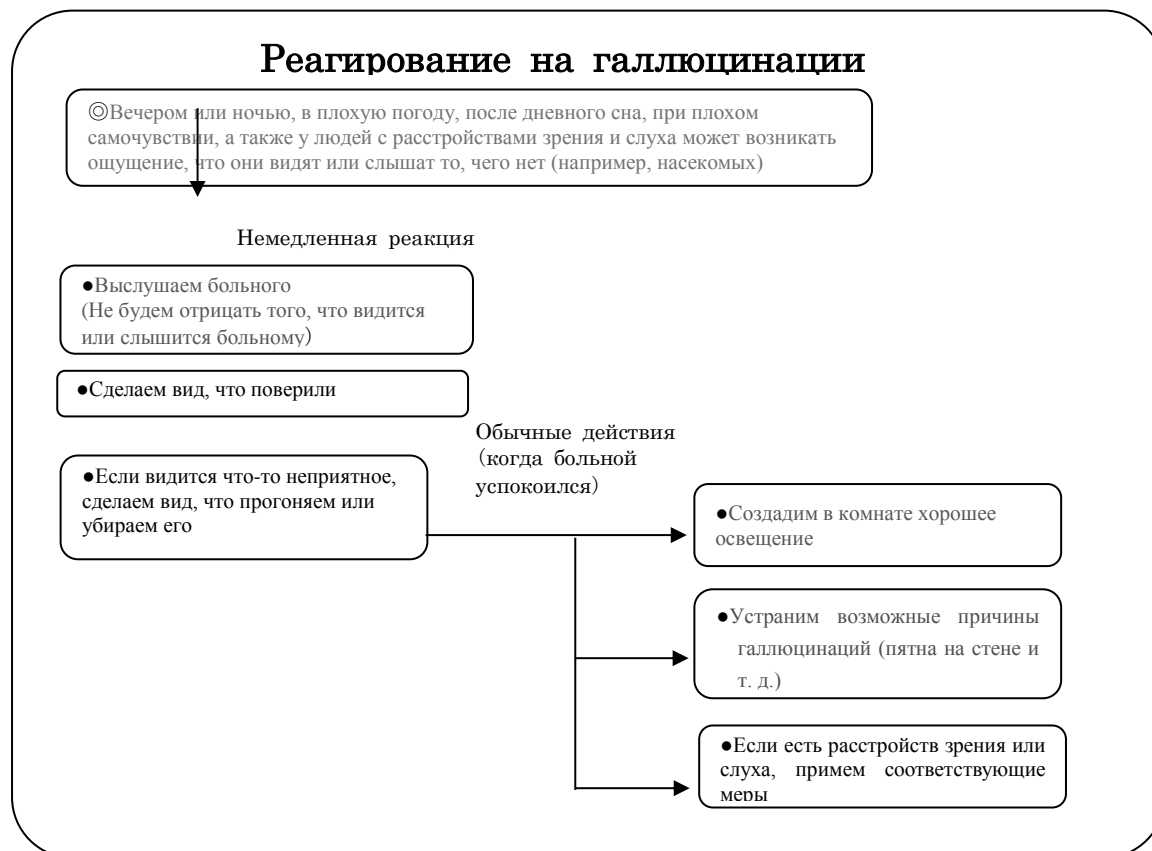 Реагирование на галлюцинации
◎Вечером или ночью, в плохую погоду, после дневного сна, при плохом
самочувствии, а также у людей с расстройствами зрения и слуха может возникать
ощущение, что они видят или слышат то, чего нет (например, насекомых)
Немедленная реакция
●Выслушаем больного
(Не будем отрицать того, что видится
или слышится больному)
●Сделаем вид, что поверили
●Если видится что-то неприятное,
сделаем вид, что прогоняем или
убираем его
Обычные действия
(когда больной
успокоился)
●Создадим в комнате хорошее
освещение
●Устраним возможные причины
галлюцинаций (пятна на стене и
т. д.)
●Если есть расстройств зрения или
слуха, примем соответствующие
меры